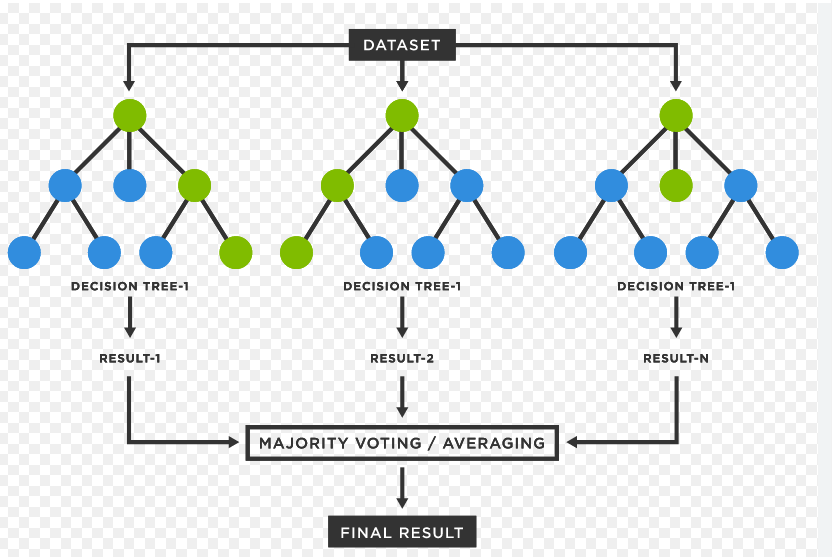 DATASET
DECISION TREE-1
DECISION TREE-1
DECISION TREE-1
RESULT-1
RESULT-2
RESULT-N
MAJORITY VOTING / AVERAGING
FINAL RESULT